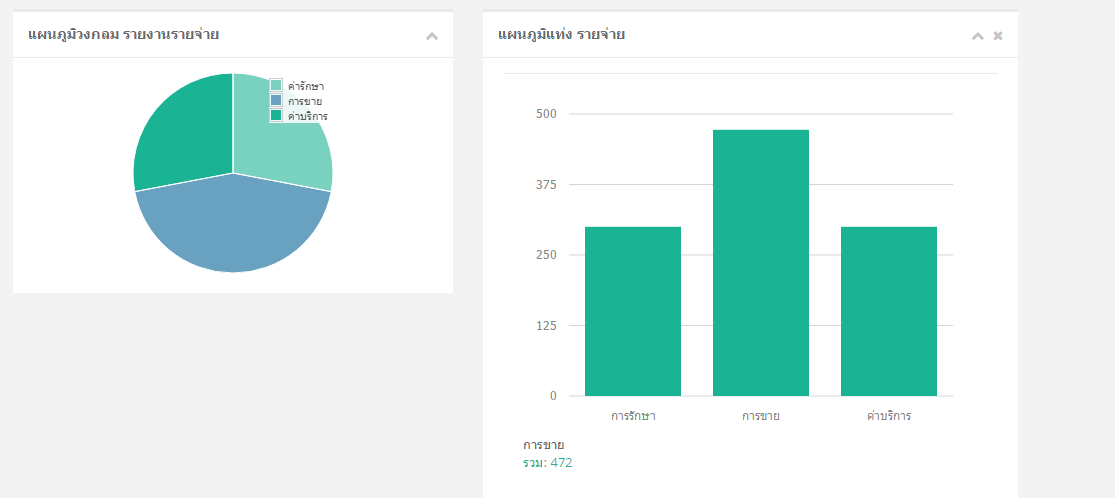 แผนภูมิวงกลม รายงานรายจ่าย
ค่ารักษา
การขาย
ค่าบริการ
แผนภูมิแท่ง รายจ่าย
500
375
250
125
0
การรักษา การขาย ค่าบริการ
การขาย
รวม: 472